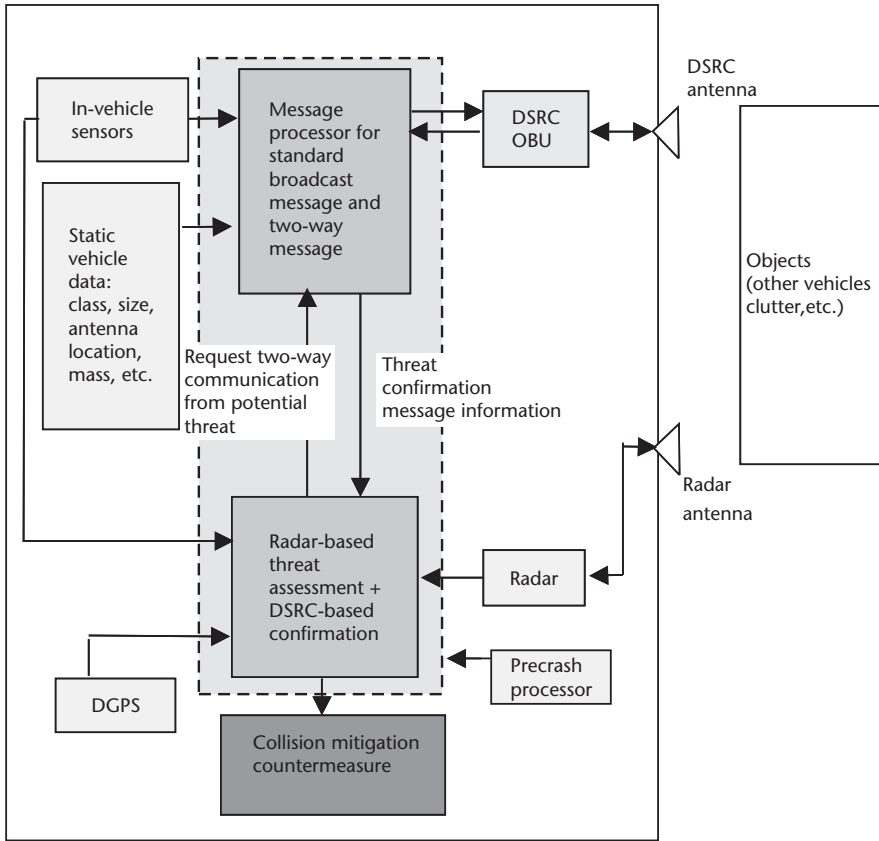 DSRC
antenna
In-vehicle
sensors
Message
processor for
standard
broadcast
message and
two-way
message
DSRC
OBU
Static
vehicle
data:
class, size,
antenna
location,
mass, etc.
Objects
(other vehicles
clutter,etc.)
Request two-way
communication
from potential
threat
Threat
confirmation
message information
Radar
antenna
Radar-based
threat
assessment +
DSRC-based
confirmation
Radar
Precrash
processor
DGPS
Collision mitigation
countermeasure